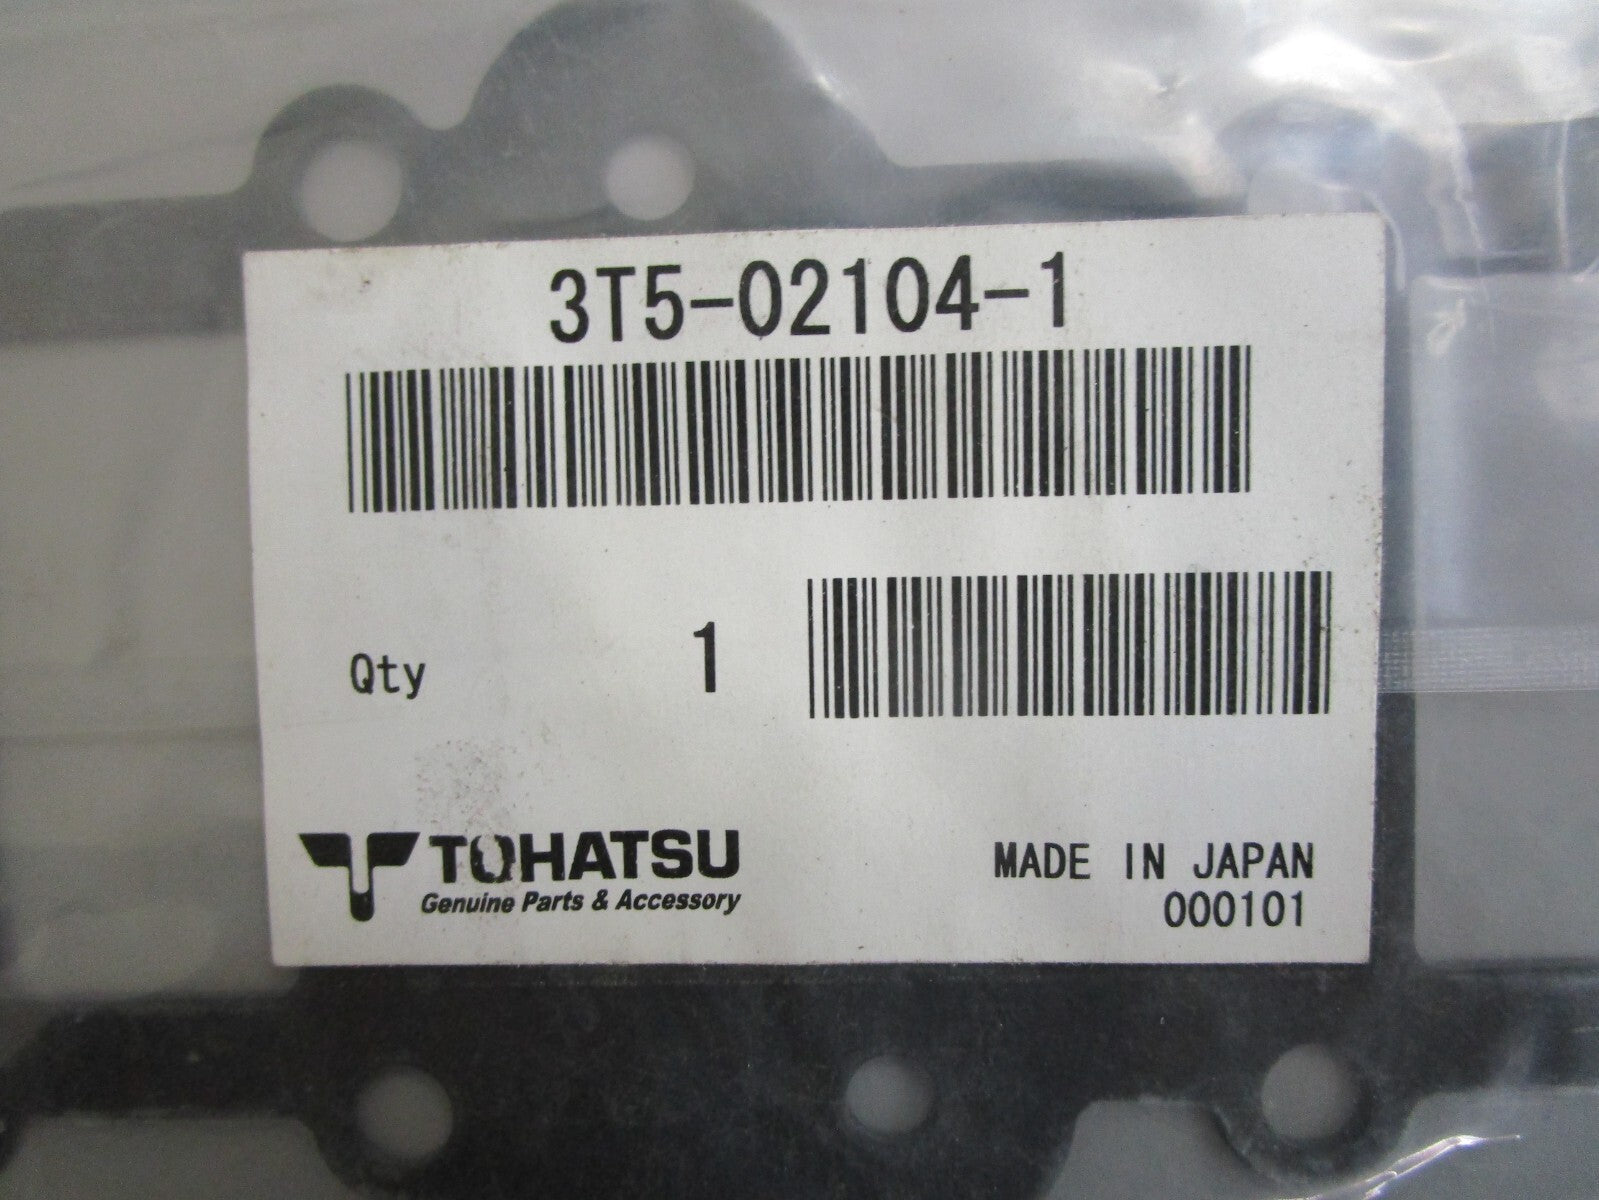 3T5-02104-1
Qty 1
TOHATSU
Genuine Parts & Accessory
MADE IN JAPAN
000101